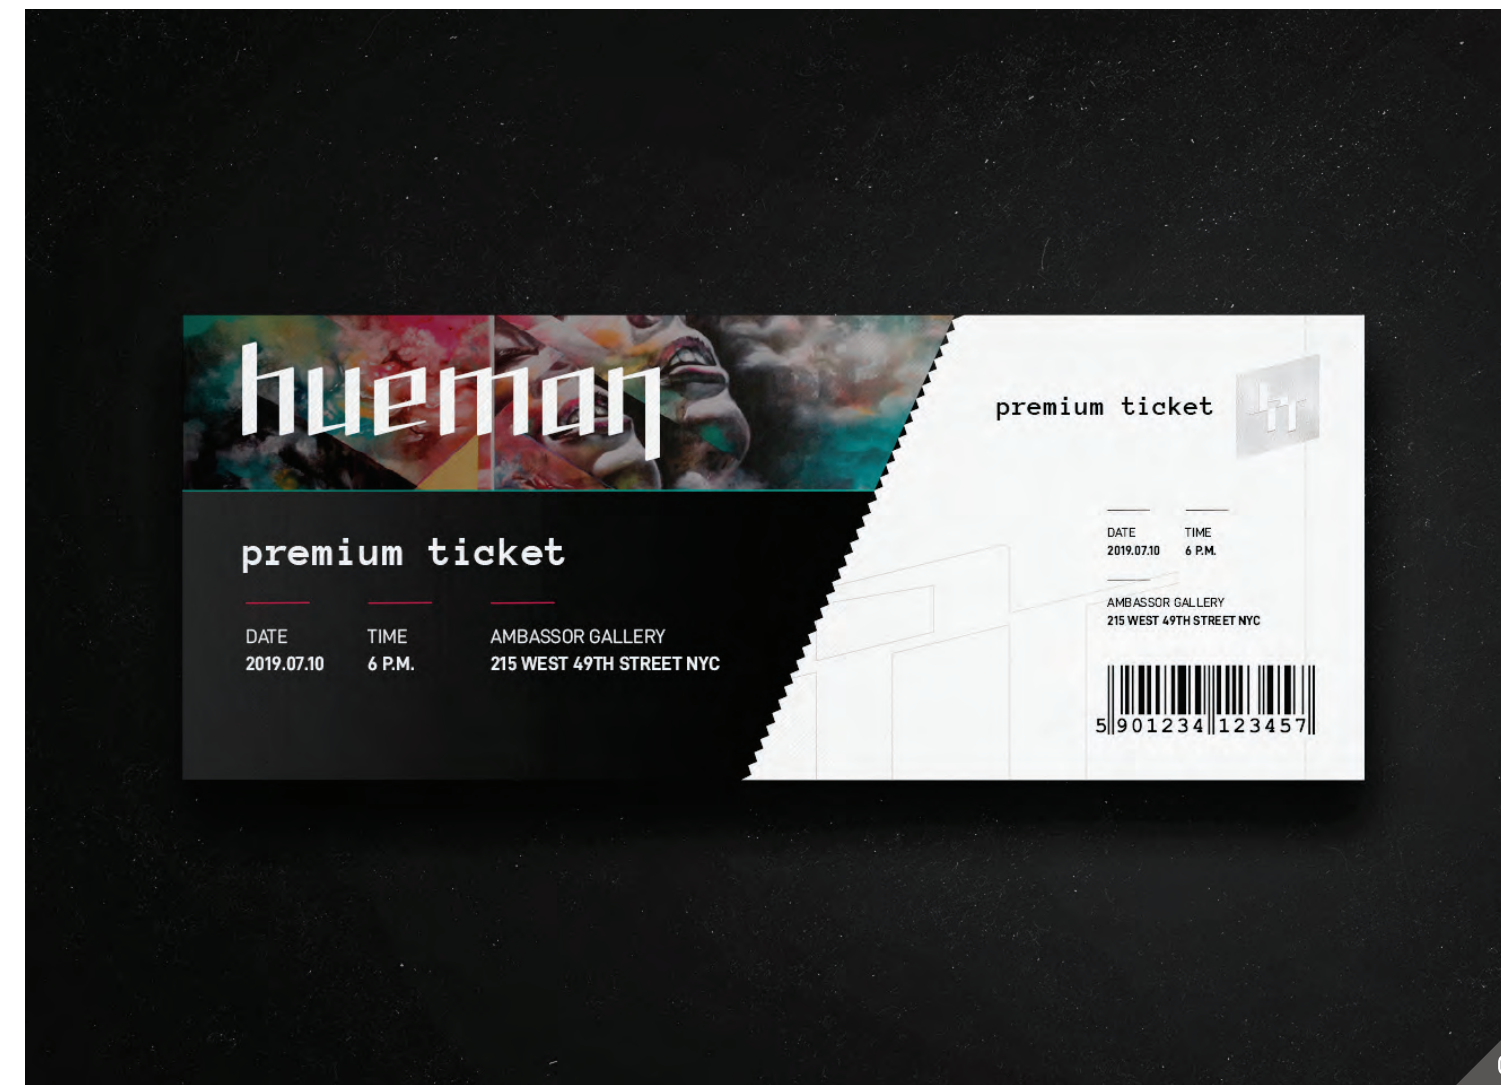 hueman
premium ticket
DATE
2019.07.10
TIME
6 P.M.
AMBASSOR GALLERY
215 WEST 49TH STREET NYC
premium ticket
DATE
2019.07.10
TIME
6 P.M.
AMBASSOR GALLERY
215 WEST 49TH STREET NYC
5 901234 123457